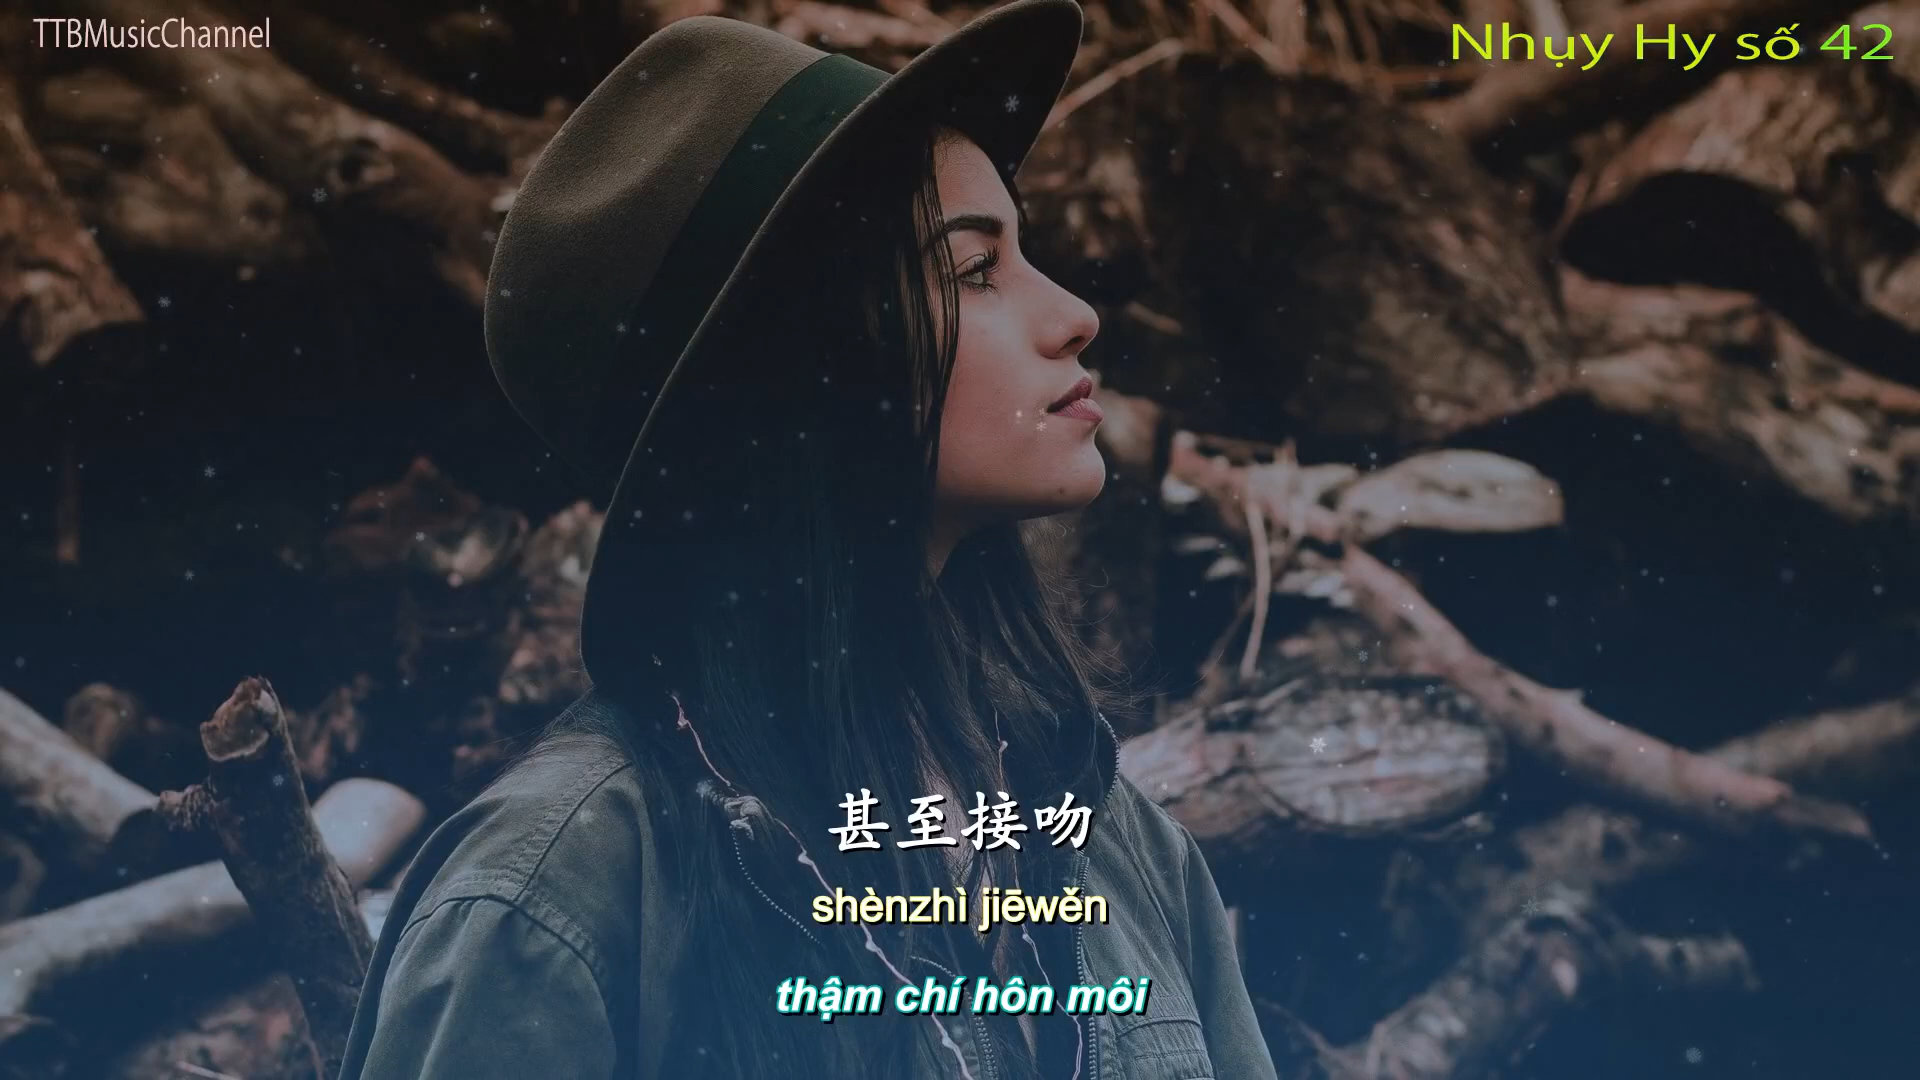 TTBMusicChannel
Nhụy Hy số 42
甚至接吻
shènzhì jiēwěn
thậm chí hôn môi